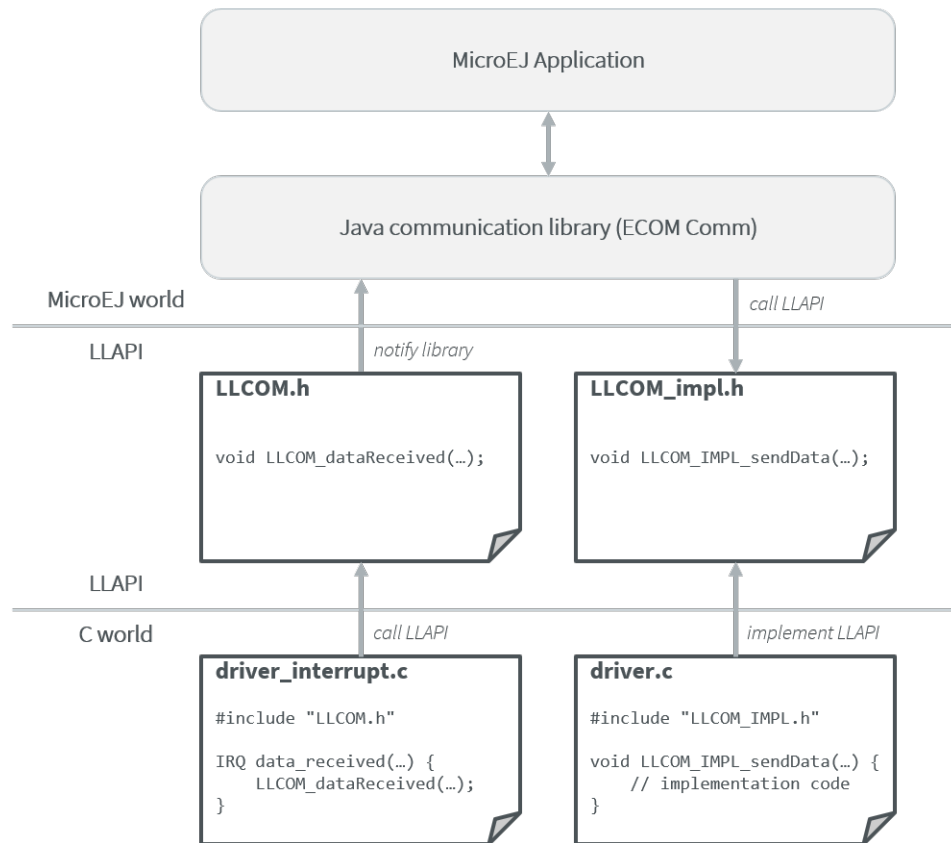 MicroEJ Application
Java communication library (ECOM Comm)
MicroEJ world
call LLAPI
LLAPI
notify library
LLCOM.h
void LLCOM_dataReceived(…);
LLCOM_impl.h
void LLCOM_IMPL_sendData(…);
LLAPI
C world
call LLAPI
implement LLAPI
driver_interrupt.c
#include "LLCOM.h"
IRQ data_received(…) {
LLCOM_dataReceived(…);
}
driver.c
#include "LLCOM_IMPL.h"
void LLCOM_IMPL_sendData(…) {
// implementation code
}